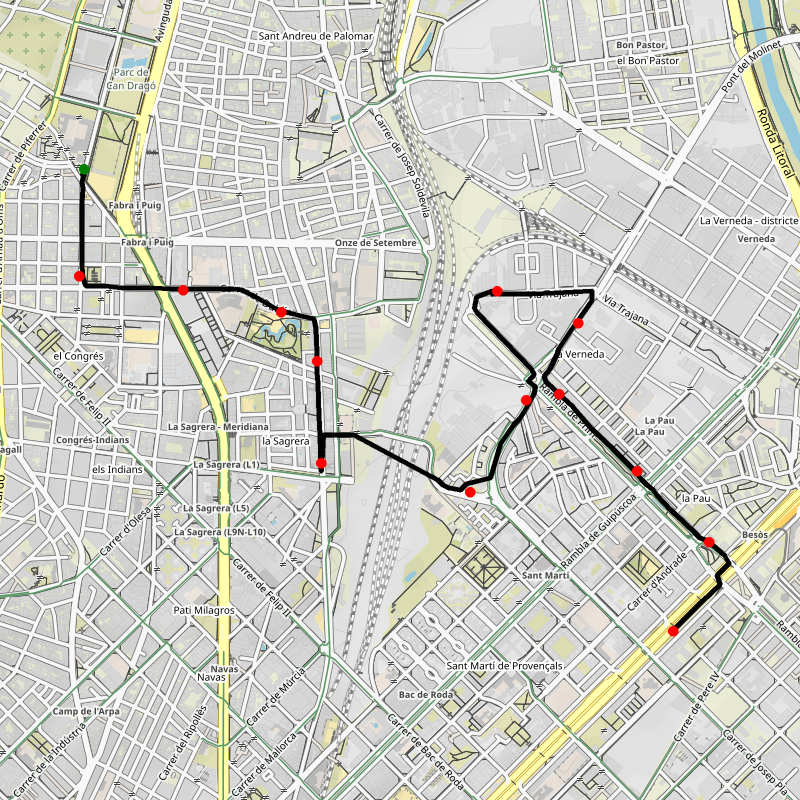 Avinguda
Sant Andreu de Palomar
Bon Pastor
el Bon Pastor
Pont del Molinet
Parc de
Can Dragó
Ronda Litoral
Carrer de Piferrer
Carrer de Josep Soldevila
Fabra i Puig
Fabra i Puig
Onze de Setembre
La Verneda - districte
Verneda
Via Trajana
Via Trajana
el Congrés
Carrer de Felip II
la Verneda
Rambla de Prim
La Sagrera - Meridiana
la Sagrera
La Pau
La Pau
Congrés-Indians
els Indians
La Sagrera (L1)
la Pau
La Sagrera (L5)
La Sagrera (L9N-L10)
Carrer d'Olesa
Rambla de Guipúscoa
Besòs
Carrer de Felip II
Sant Martí
Carrer d'Andrade
Pati Milagros
Sant Martí de Provençals
Navas
Navas
Bac de Roda
Carrer de Múrcia
Carrer de Pere IV
Camp de l'Arpa
Carrer del Ripollès
Carrer de la Indústria
Carrer de Mallorca
Carrer de Bac de Roda
Carrer de Josep Pla